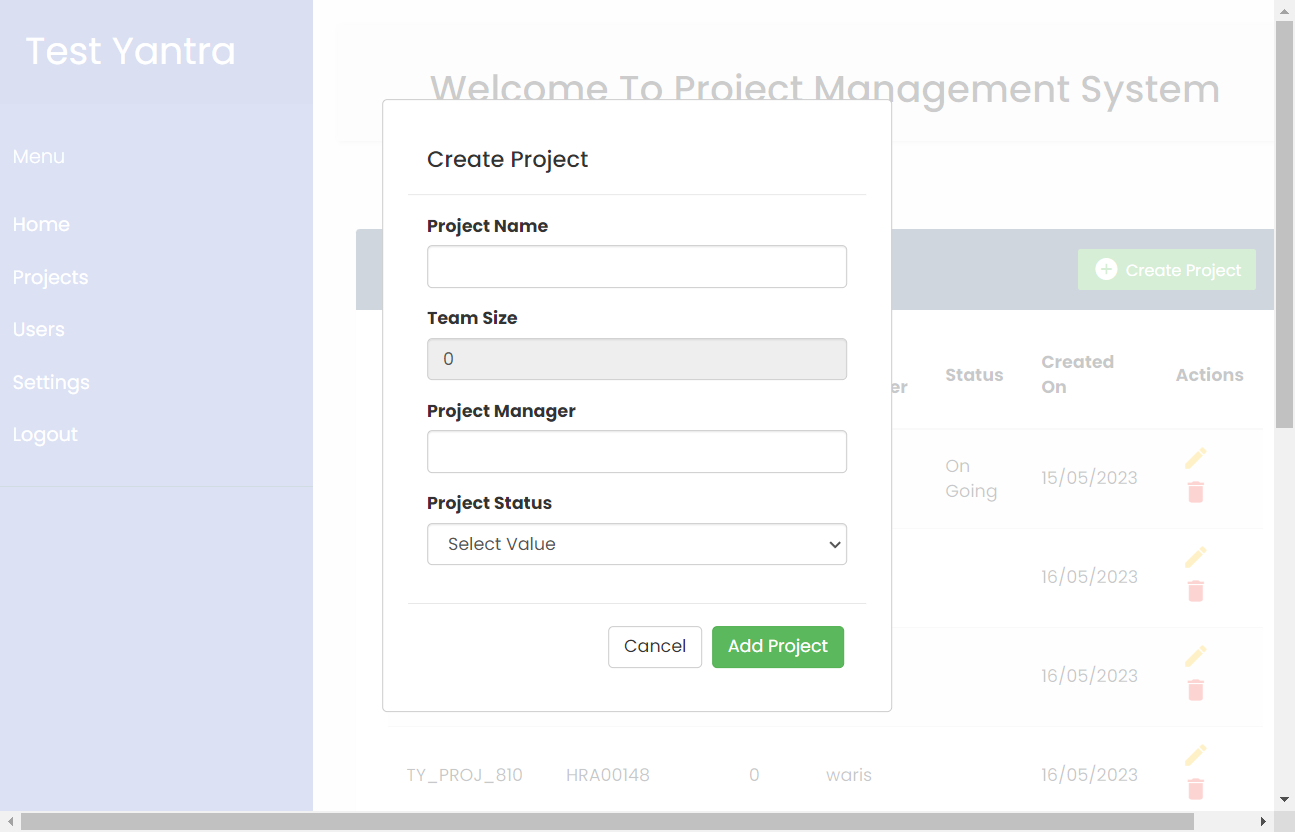 Test Yantra
Welcome To Project Management System
Menu
Home
Projects
Users
Settings
Logout
Create Project
Create Project
Project Name
Team Size
0
Project Manager
Project Status
Select Value
Cancel
Add Project
Status
Created
On
Actions
On
Going
15/05/2023
16/05/2023
16/05/2023
TY_PROJ_810 HRA00148 0 waris 16/05/2023